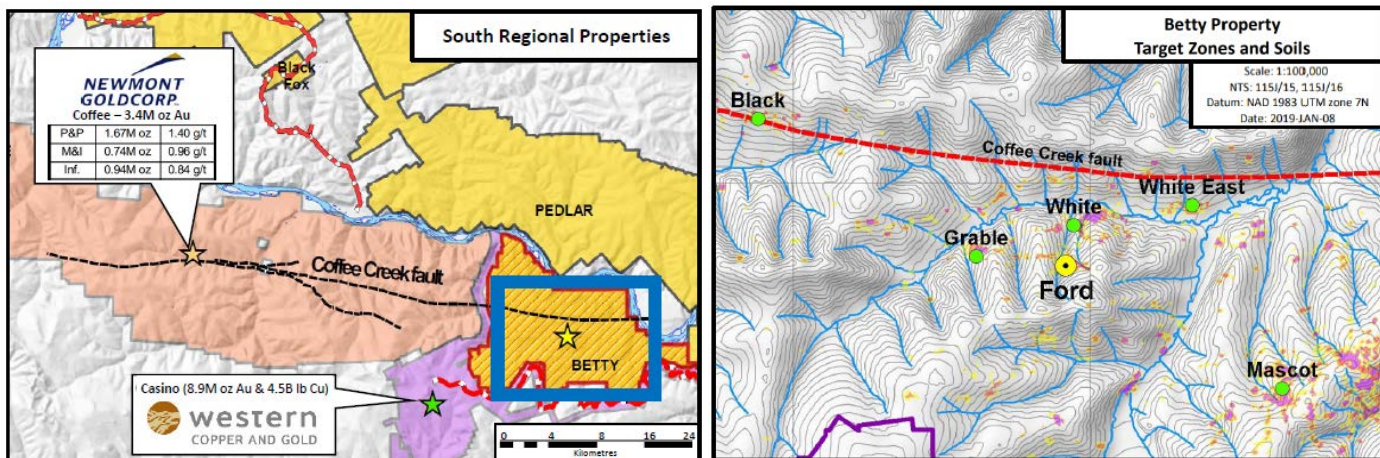 South Regional Properties
NEWMONT
GOLDCORP
Coffee – 3.4M oz Au
P&P 1.67M oz 1.40 g/t
M&I 0.74M oz 0.96 g/t
Inf. 0.94M oz 0.84 g/t
Black
Fox
PEDLAR
Coffee Creek fault
BETTY
Casino (8.9M oz Au & 4.5B lb Cu)
western
COPPER AND GOLD
0 4 8 16 24
Kilometres
Betty Property
Target Zones and Soils
Scale: 1:100,000
NTS: 115J/15, 115J/16
Datum: NAD 1983 UTM zone 7N
Date: 2019-JAN-08
Black
Coffee Creek fault
White East
White
Grable
Ford
Mascot